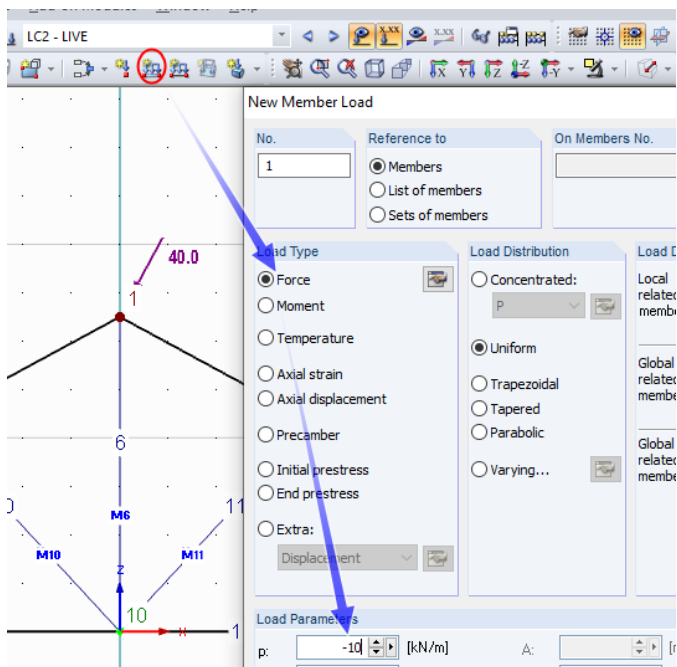 LC2 - LIVE
x.xx
x.xx
New Member Load
No.
Reference to
On Members No.
1
Members
List of members
Sets of members
40.0
1
Load Type
Load Distribution
Load D
Force
Concentrated:
Local
related
membe
Moment
P
Temperature
Uniform
Global
related
membe
Axial strain
Trapezoidal
Axial displacement
Tapered
Precamber
Parabolic
6
Global
related
membe
Initial prestress
Varying...
End prestress
11
M6
Extra:
M10
M11
Displacement
z
10
x
1
Load Parameters
p:
-10
[kN/m]
A: